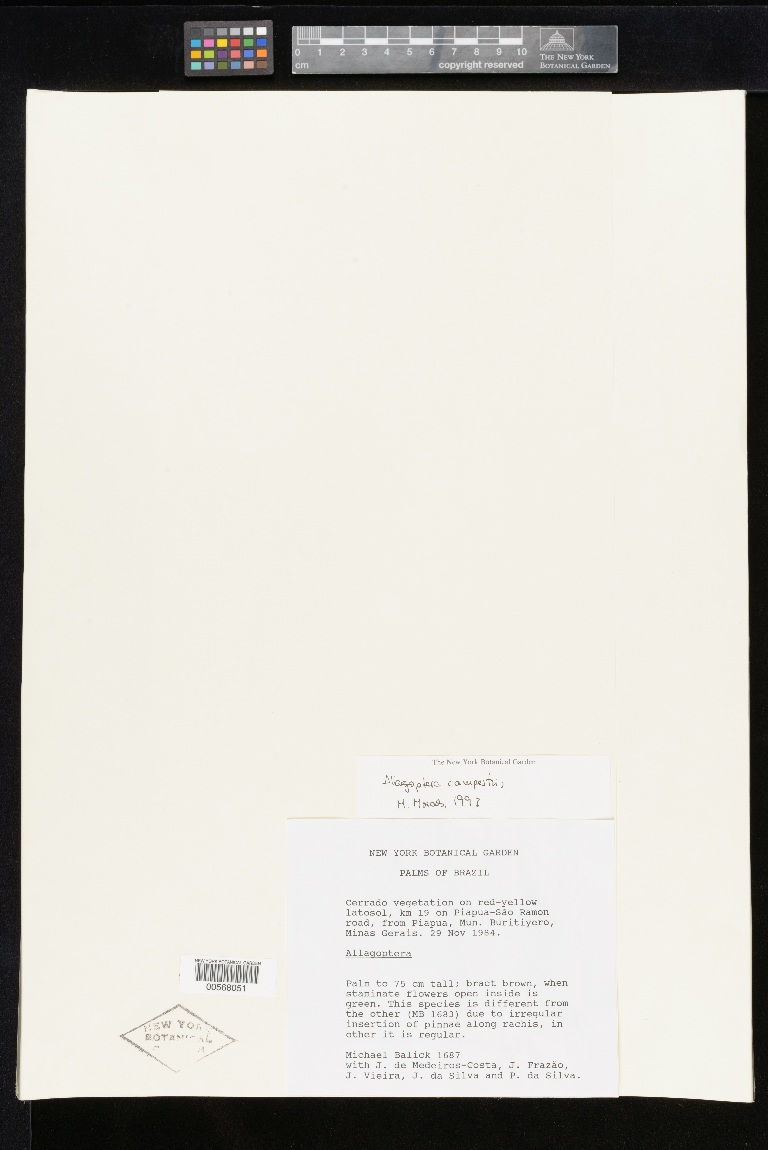 0 1 2 3 4 5 6 7 8 9 10
cm copyright reserved
THE NEW YORK
BOTANICAL GARDEN
The New York Botanical Garden
Allagoptera campestris
M. Moraes, 1993
NEW YORK BOTANICAL GARDEN
PALMS OF BRAZIL
Cerrado vegetation on red-yellow
latosol, km 19 on Piapua-São Ramon
road, from Piapua, Mun. Buritiyero,
Minas Gerais. 29 Nov 1984.
Allagoptera
Palm to 75 cm tall; bract brown, when
staminate flowers open inside is
green. This species is different from
the other (MB 1683) due to irregular
insertion of pinnae along rachis, in
other it is regular.
Michael Balick 1687
with J. de Medeiros-Costa, J. Frazão,
J. Vieira, J. da Silva and P. da Silva.
NEW YORK BOTANICAL GARDEN
00568051
NEW YORK
BOTANICAL